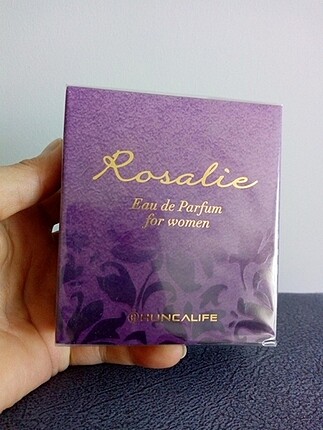 Rosalie
Eau de Parfum
for women
HUNCALIFE